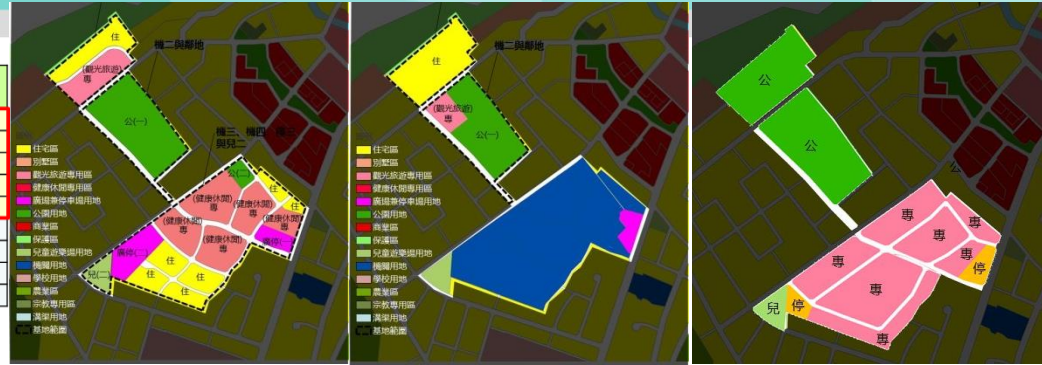 住
(觀光旅遊)
專
機二與鄰地
公(一)
與兒二
公(二)
住
住
(健康休閒)
專
(健康休閒)
專
(健康休閒)
專
(健康休閒)
專
(健康休閒)
專
廣停(一)
廣停(二)
住
住
住
住
兒(二)
住宅區
別墅區
觀光旅遊專用區
健康休閒專用區
廣場兼停車場用地
公園用地
商業區
保護區
兒童遊樂場用地
機關用地
學校用地
農業區
宗教專用區
溝渠用地
基地範圍
住
機二與鄰地
(觀光旅遊)
專
公(一)
住宅區
別墅區
觀光旅遊專用區
健康休閒專用區
廣場兼停車場用地
公園用地
商業區
保護區
兒童遊樂場用地
機關用地
學校用地
農業區
宗教專用區
溝渠用地
基地範圍
公
公
公
專
專
專
專
專
停
專
專
兒
停
專